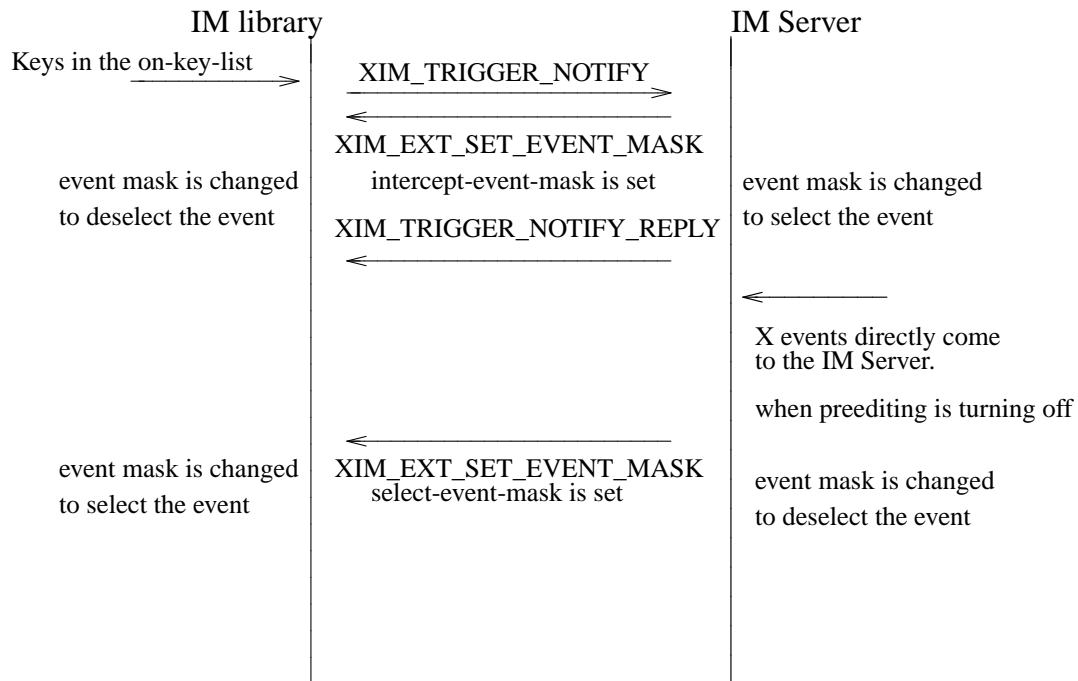 IM library
IM Server
Keys in the on-key-list
XIM_TRIGGER_NOTIFY
XIM_EXT_SET_EVENT_MASK
intercept-event-mask is set
event mask is changed
to deselect the event
event mask is changed
to select the event
XIM_TRIGGER_NOTIFY_REPLY
X events directly come
to the IM Server.
when preediting is turning off
XIM_EXT_SET_EVENT_MASK
select-event-mask is set
event mask is changed
to select the event
event mask is changed
to deselect the event